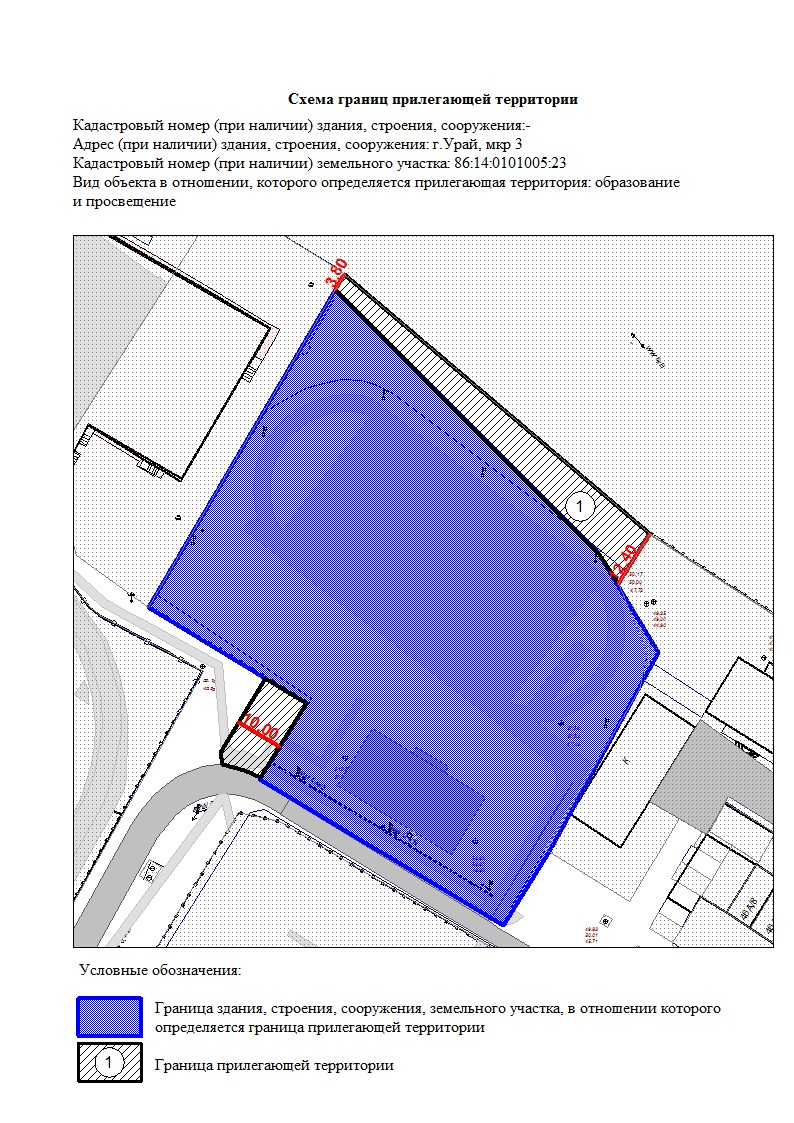 Схема границ прилегающей территории
Кадастровый номер (при наличии) здания, строения, сооружения:-
Адрес (при наличии) здания, строения, сооружения: г.Урай, мкр 3
Кадастровый номер (при наличии) земельного участка: 86:14:0101005:23
Вид объекта в отношении, которого определяется прилегающая территория: образование
и просвещение
3.80
1
10.00
К
Условные обозначения:
Граница здания, строения, сооружения, земельного участка, в отношении которого
определяется граница прилегающей территории
1
Граница прилегающей территории